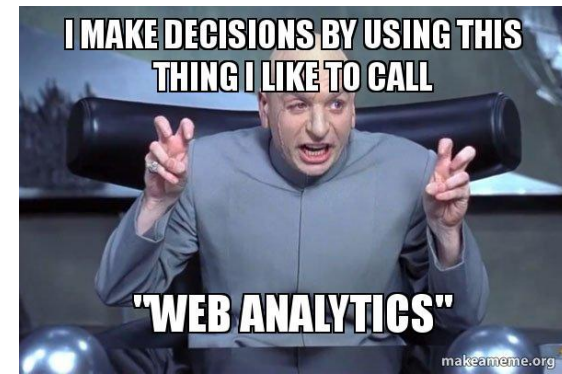 I MAKE DECISIONS BY USING THIS
THING I LIKE TO CALL
"WEB ANALYTICS"
makeameme.org